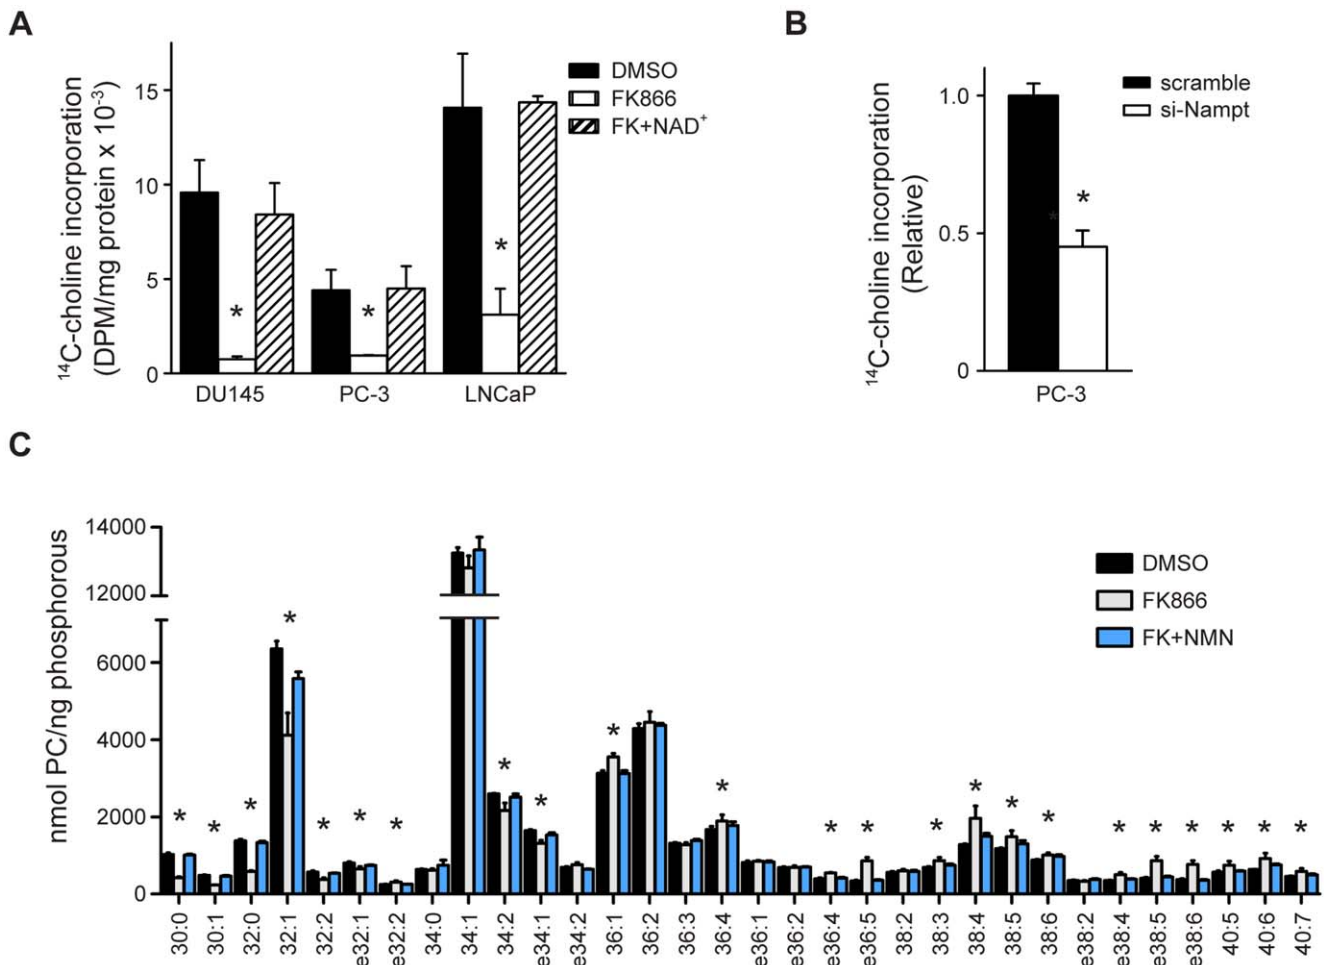 A
¹⁴C-choline incorporation
(DPM/mg protein x 10⁻³)
15
10
5
0
DU145 PC-3 LNCaP
* * *
DMSO
FK866
FK+NAD⁺
B
¹⁴C-choline incorporation
(Relative)
1.0
0.5
0
PC-3
* *
scramble
si-Nampt
C
nmol PC/ng phosphorous
14000
12000
6000
4000
2000
0
* * * * * * * * * * * * * * * * * * * * * *
DMSO
FK866
FK+NMN
30:0 30:1 32:0 32:1 32:2 e32:1 e32:2 34:0 34:1 34:2 e34:1 e34:2 36:1 36:2 36:3 36:4 e36:1 e36:2 e36:4 e36:5 38:2 38:3 38:4 38:5 38:6 e38:2 e38:4 e38:5 e38:6 40:5 40:6 40:7